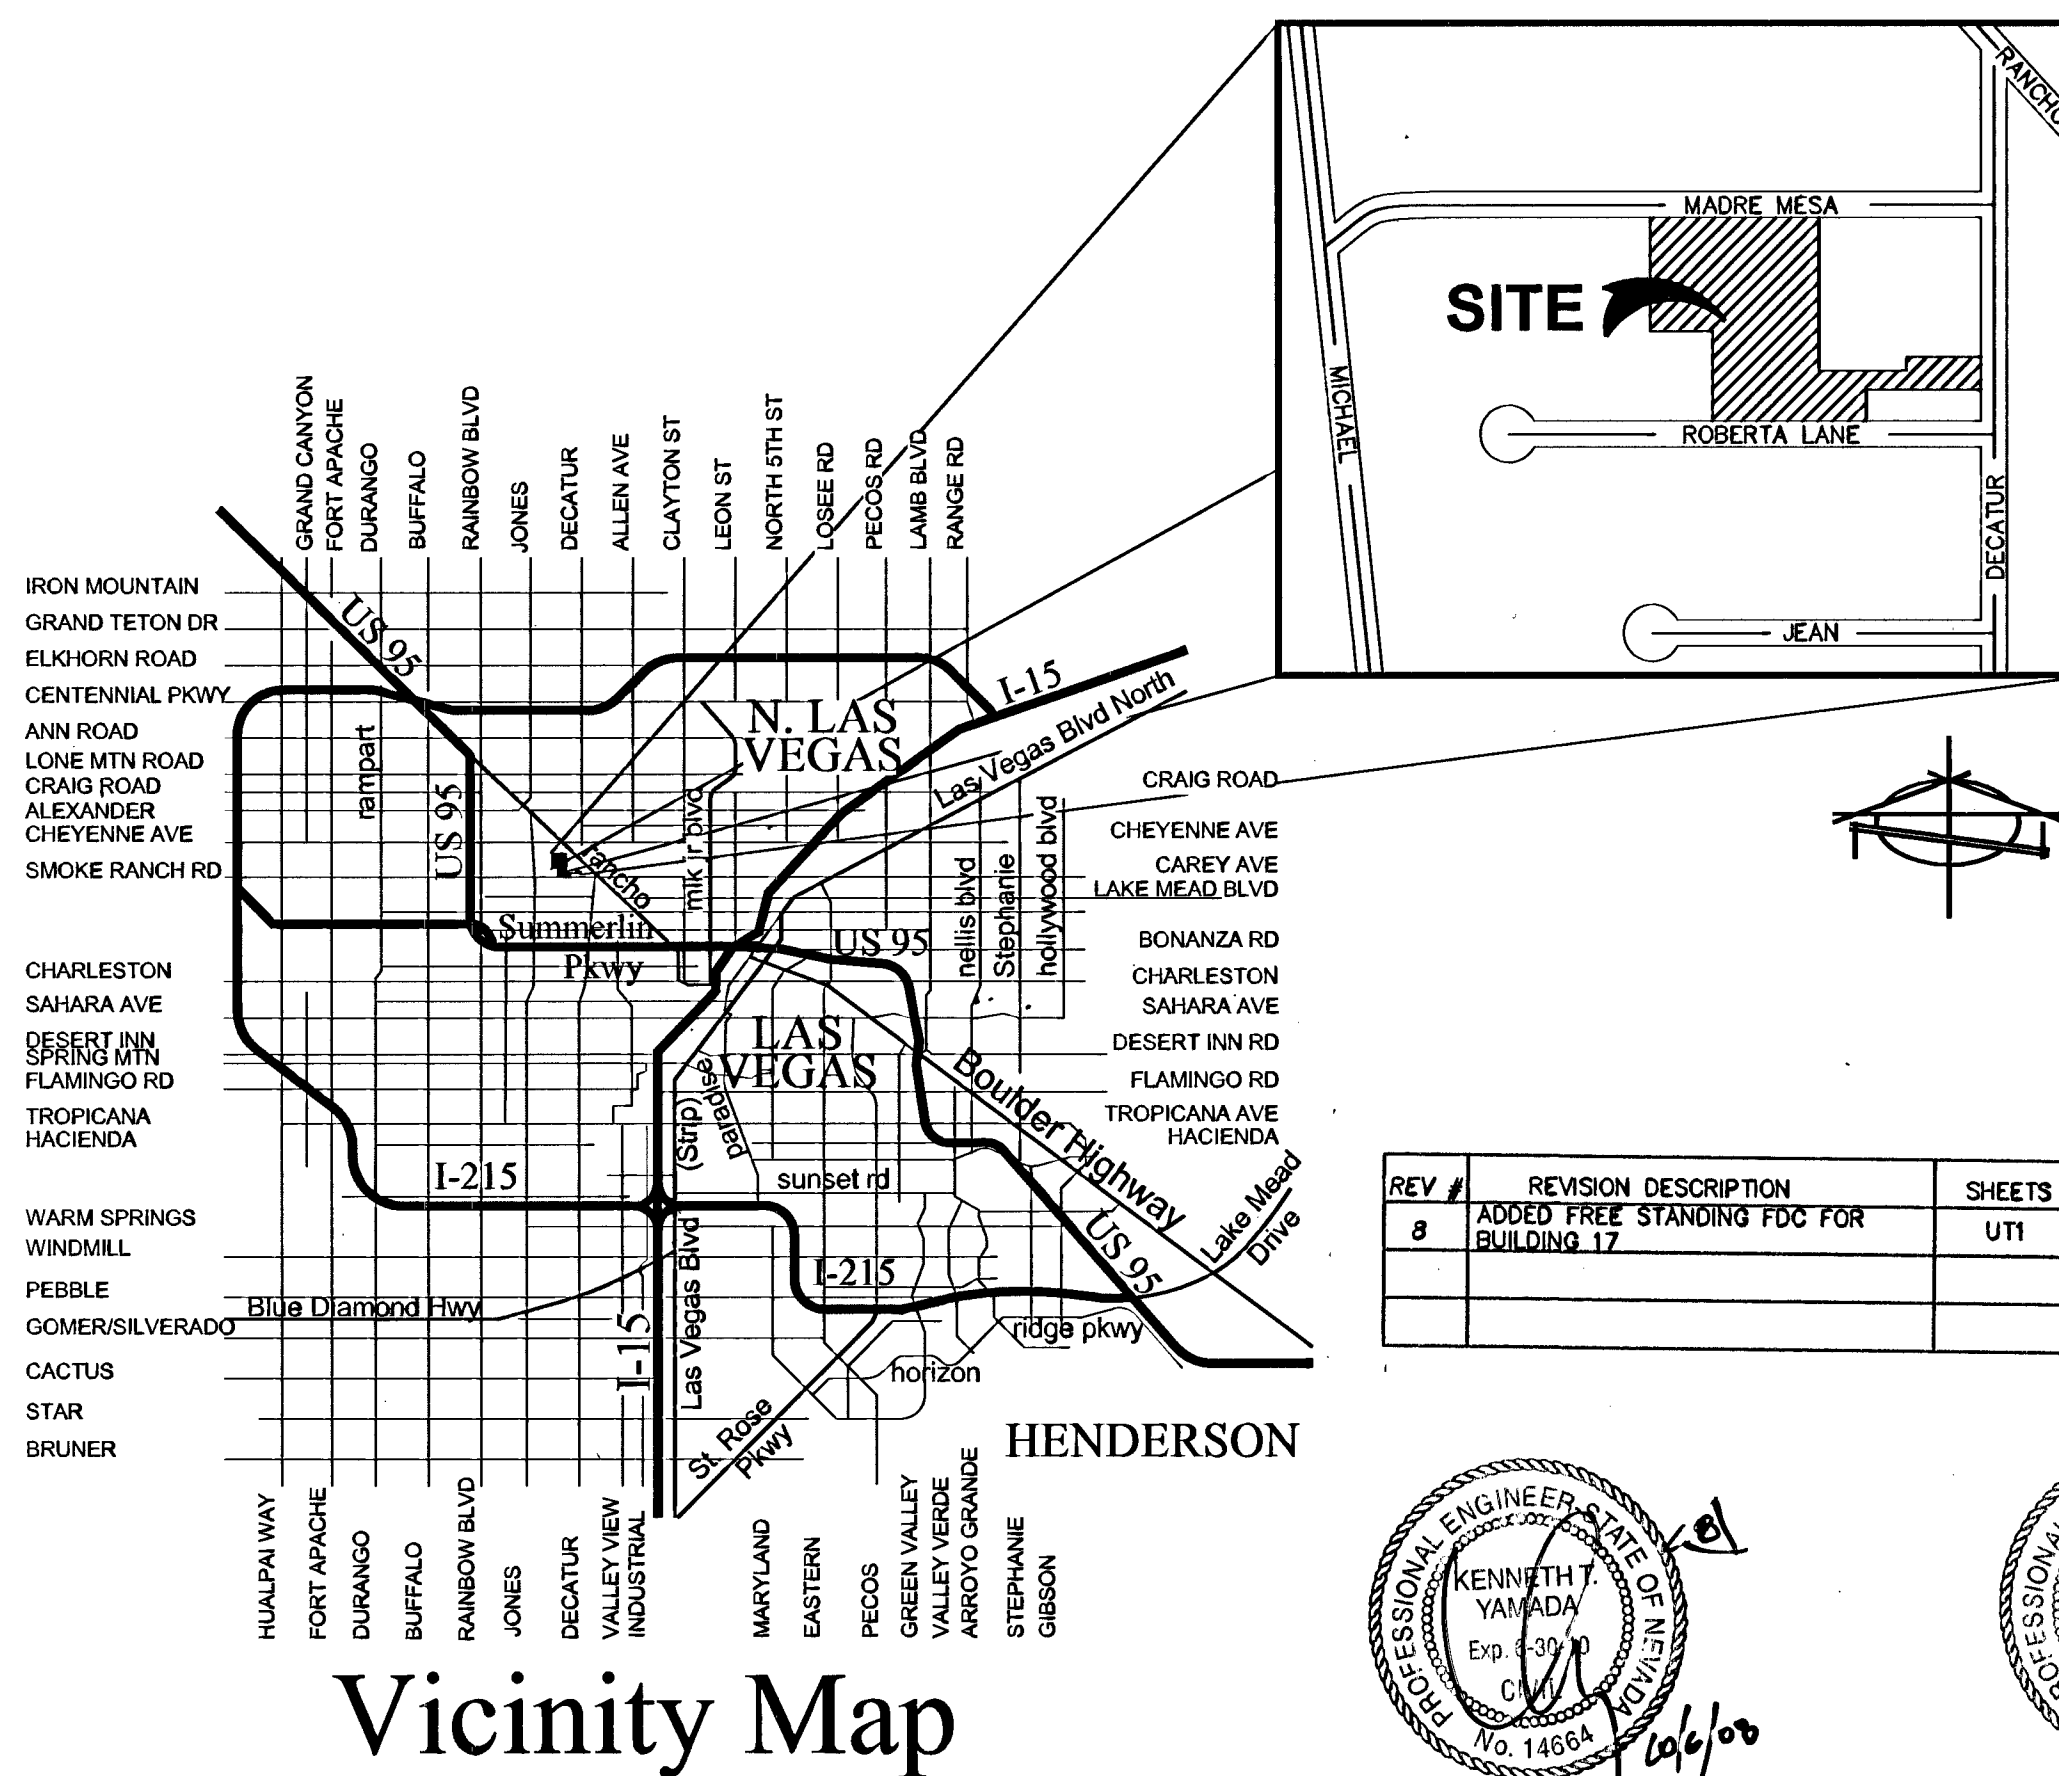 RANCHO
MADRE MESA
SITE
MICHAEL
ROBERTA LANE
DECATUR
JEAN
GRAND CANYON
FORT APACHE
DURANGO
BUFFALO
RAINBOW BLVD
JONES
DECATUR
ALLEN AVE
CLAYTON ST
LEON ST
NORTH 5TH ST
LOSEE RD
PECOS RD
LAMB BLVD
RANGE RD
IRON MOUNTAIN
GRAND TETON DR
ELKHORN ROAD
CENTENNIAL PKWY
ANN ROAD
LONE MTN ROAD
CRAIG ROAD
ALEXANDER
CHEYENNE AVE
SMOKE RANCH RD
CHARLESTON
SAHARA AVE
DESERT INN
SPRING MTN
FLAMINGO RD
TROPICANA
HACIENDA
WARM SPRINGS
WINDMILL
PEBBLE
GOMER/SILVERADO
CACTUS
STAR
BRUNER
US 95
I-15
Las Vegas Blvd North
N. LAS
VEGAS
rampart
US 95
rancho
mlk jr blvd
nellis blvd
Stephanie
hollywood blvd
Summerlin
Pkwy
US 95
LAS
VEGAS
paradise
(Strip)
Boulder Highway
I-215
sunset rd
Lake Mead
Drive
US 95
I-215
Blue Diamond Hwy
I-15
Las Vegas Blvd
ridge pkwy
horizon
St. Rose
Pkwy
HENDERSON
CRAIG ROAD
CHEYENNE AVE
CAREY AVE
LAKE MEAD BLVD
BONANZA RD
CHARLESTON
SAHARA AVE
DESERT INN RD
FLAMINGO RD
TROPICANA AVE
HACIENDA
HUALPAI WAY
FORT APACHE
DURANGO
BUFFALO
RAINBOW BLVD
JONES
DECATUR
VALLEY VIEW
INDUSTRIAL
MARYLAND
EASTERN
PECOS
GREEN VALLEY
VALLEY VERDE
ARROYO GRANDE
STEPHANIE
GIBSON
Vicinity Map
REV # REVISION DESCRIPTION SHEETS
8 ADDED FREE STANDING FDC FOR UT1
BUILDING 17
PROFESSIONAL ENGINEER-STATE OF NEVADA
KENNETH T.
YAMADA
Exp. 6-30-10
CIVIL
No. 14664
8
10/6/08
PROFESSIONAL